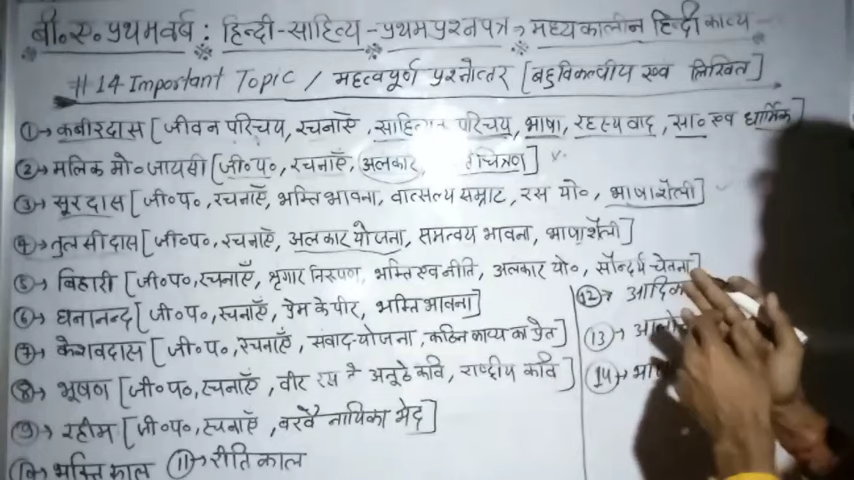 बी०ए०प्रथमवर्ष : हिन्दी-साहित्य-प्रथमप्रश्नपत्र → मध्यकालीन हिन्दी काव्य
# 14 Important Topic / महत्वपूर्ण प्रश्नोत्तर [बहुविकल्पीय एवं लिखित]
①→ कबीरदास [जीवन परिचय, रचनाएँ, साहित्यिक परिचय, भाषा, रहस्यवाद, सा० एवं धार्मिक]
②→ मलिक मो० जायसी [जी०प०, रचनाएँ, अलंकार, चित्रण]
③→ सूरदास [जी०प०, रचनाएँ, भक्ति भावना, वात्सल्य सम्राट, रस यो०, भाषाशैली]
④→ तुलसीदास [जी०प०, रचनाएँ, अलंकार योजना, समन्वय भावना, भाषाशैली]
⑤→ बिहारी [जी०प०, रचनाएँ, शृंगार निरूपण, भक्ति एवं नीति, अलंकार यो०, सौन्दर्य चेतना]
⑥→ घनानन्द [जी०प०, रचनाएँ, प्रेम के पीर, भक्ति भावना]
⑦→ केशवदास [जी०प०, रचनाएँ, संवाद-योजना, कठिन काव्य का प्रेत]
⑧→ भूषण [जी०प०, रचनाएँ, वीर रस के अनूठे कवि, राष्ट्रीय कवि]
⑨→ रहीम [जी०प०, रचनाएँ, बरवै नायिका भेद]
⑩→ भक्तिकाल ⑪→ रीतिकाल
⑫→
⑬→
⑭→